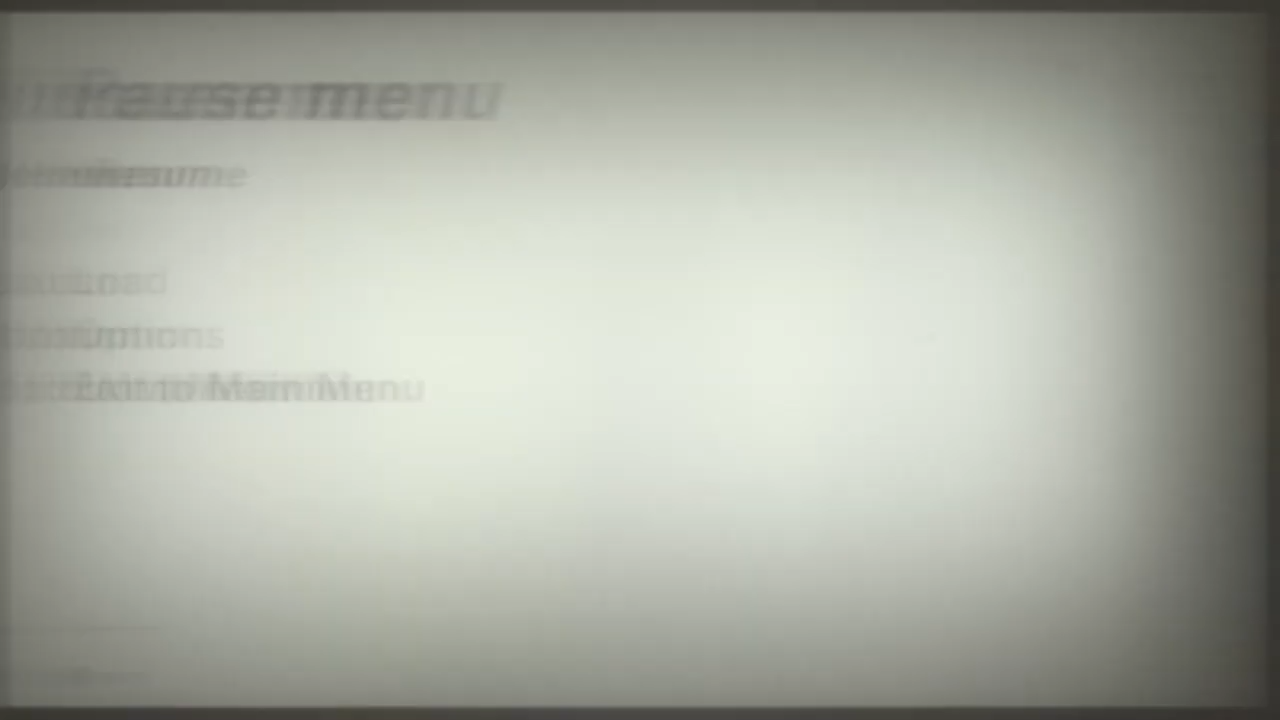 Pause menu
Resume
Load
Options
Exit to Main Menu